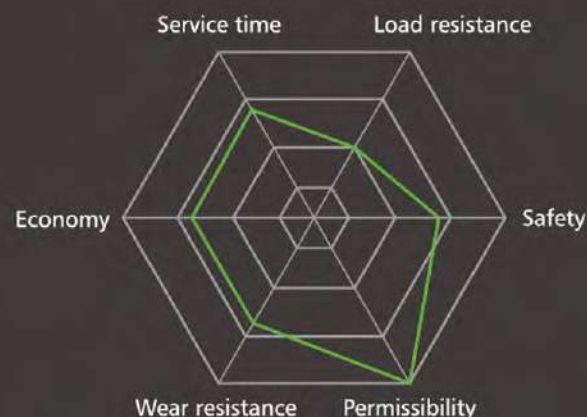 Service time
Load resistance
Economy
Safety
Wear resistance
Permissibility